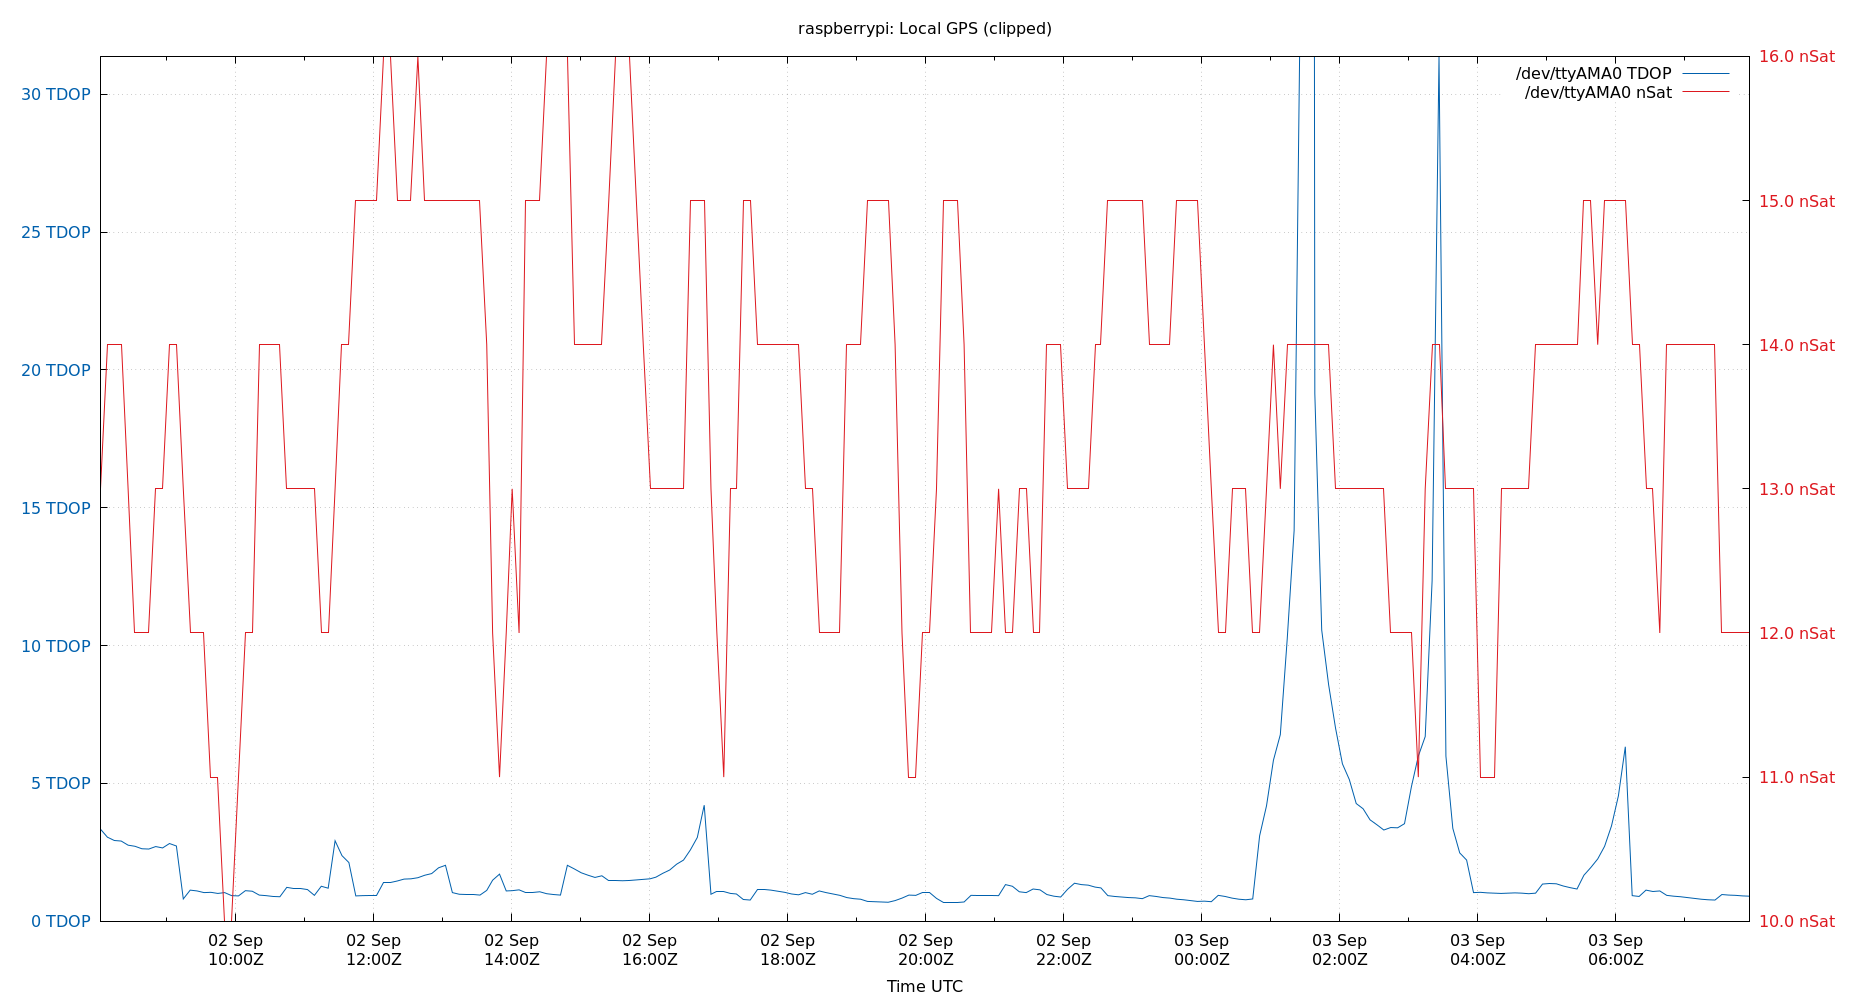 raspberrypi: Local GPS (clipped)
/dev/ttyAMA0 TDOP
/dev/ttyAMA0 nSat
30 TDOP
25 TDOP
20 TDOP
15 TDOP
10 TDOP
5 TDOP
0 TDOP
16.0 nSat
15.0 nSat
14.0 nSat
13.0 nSat
12.0 nSat
11.0 nSat
10.0 nSat
02 Sep
10:00Z
02 Sep
12:00Z
02 Sep
14:00Z
02 Sep
16:00Z
02 Sep
18:00Z
02 Sep
20:00Z
02 Sep
22:00Z
03 Sep
00:00Z
03 Sep
02:00Z
03 Sep
04:00Z
03 Sep
06:00Z
Time UTC